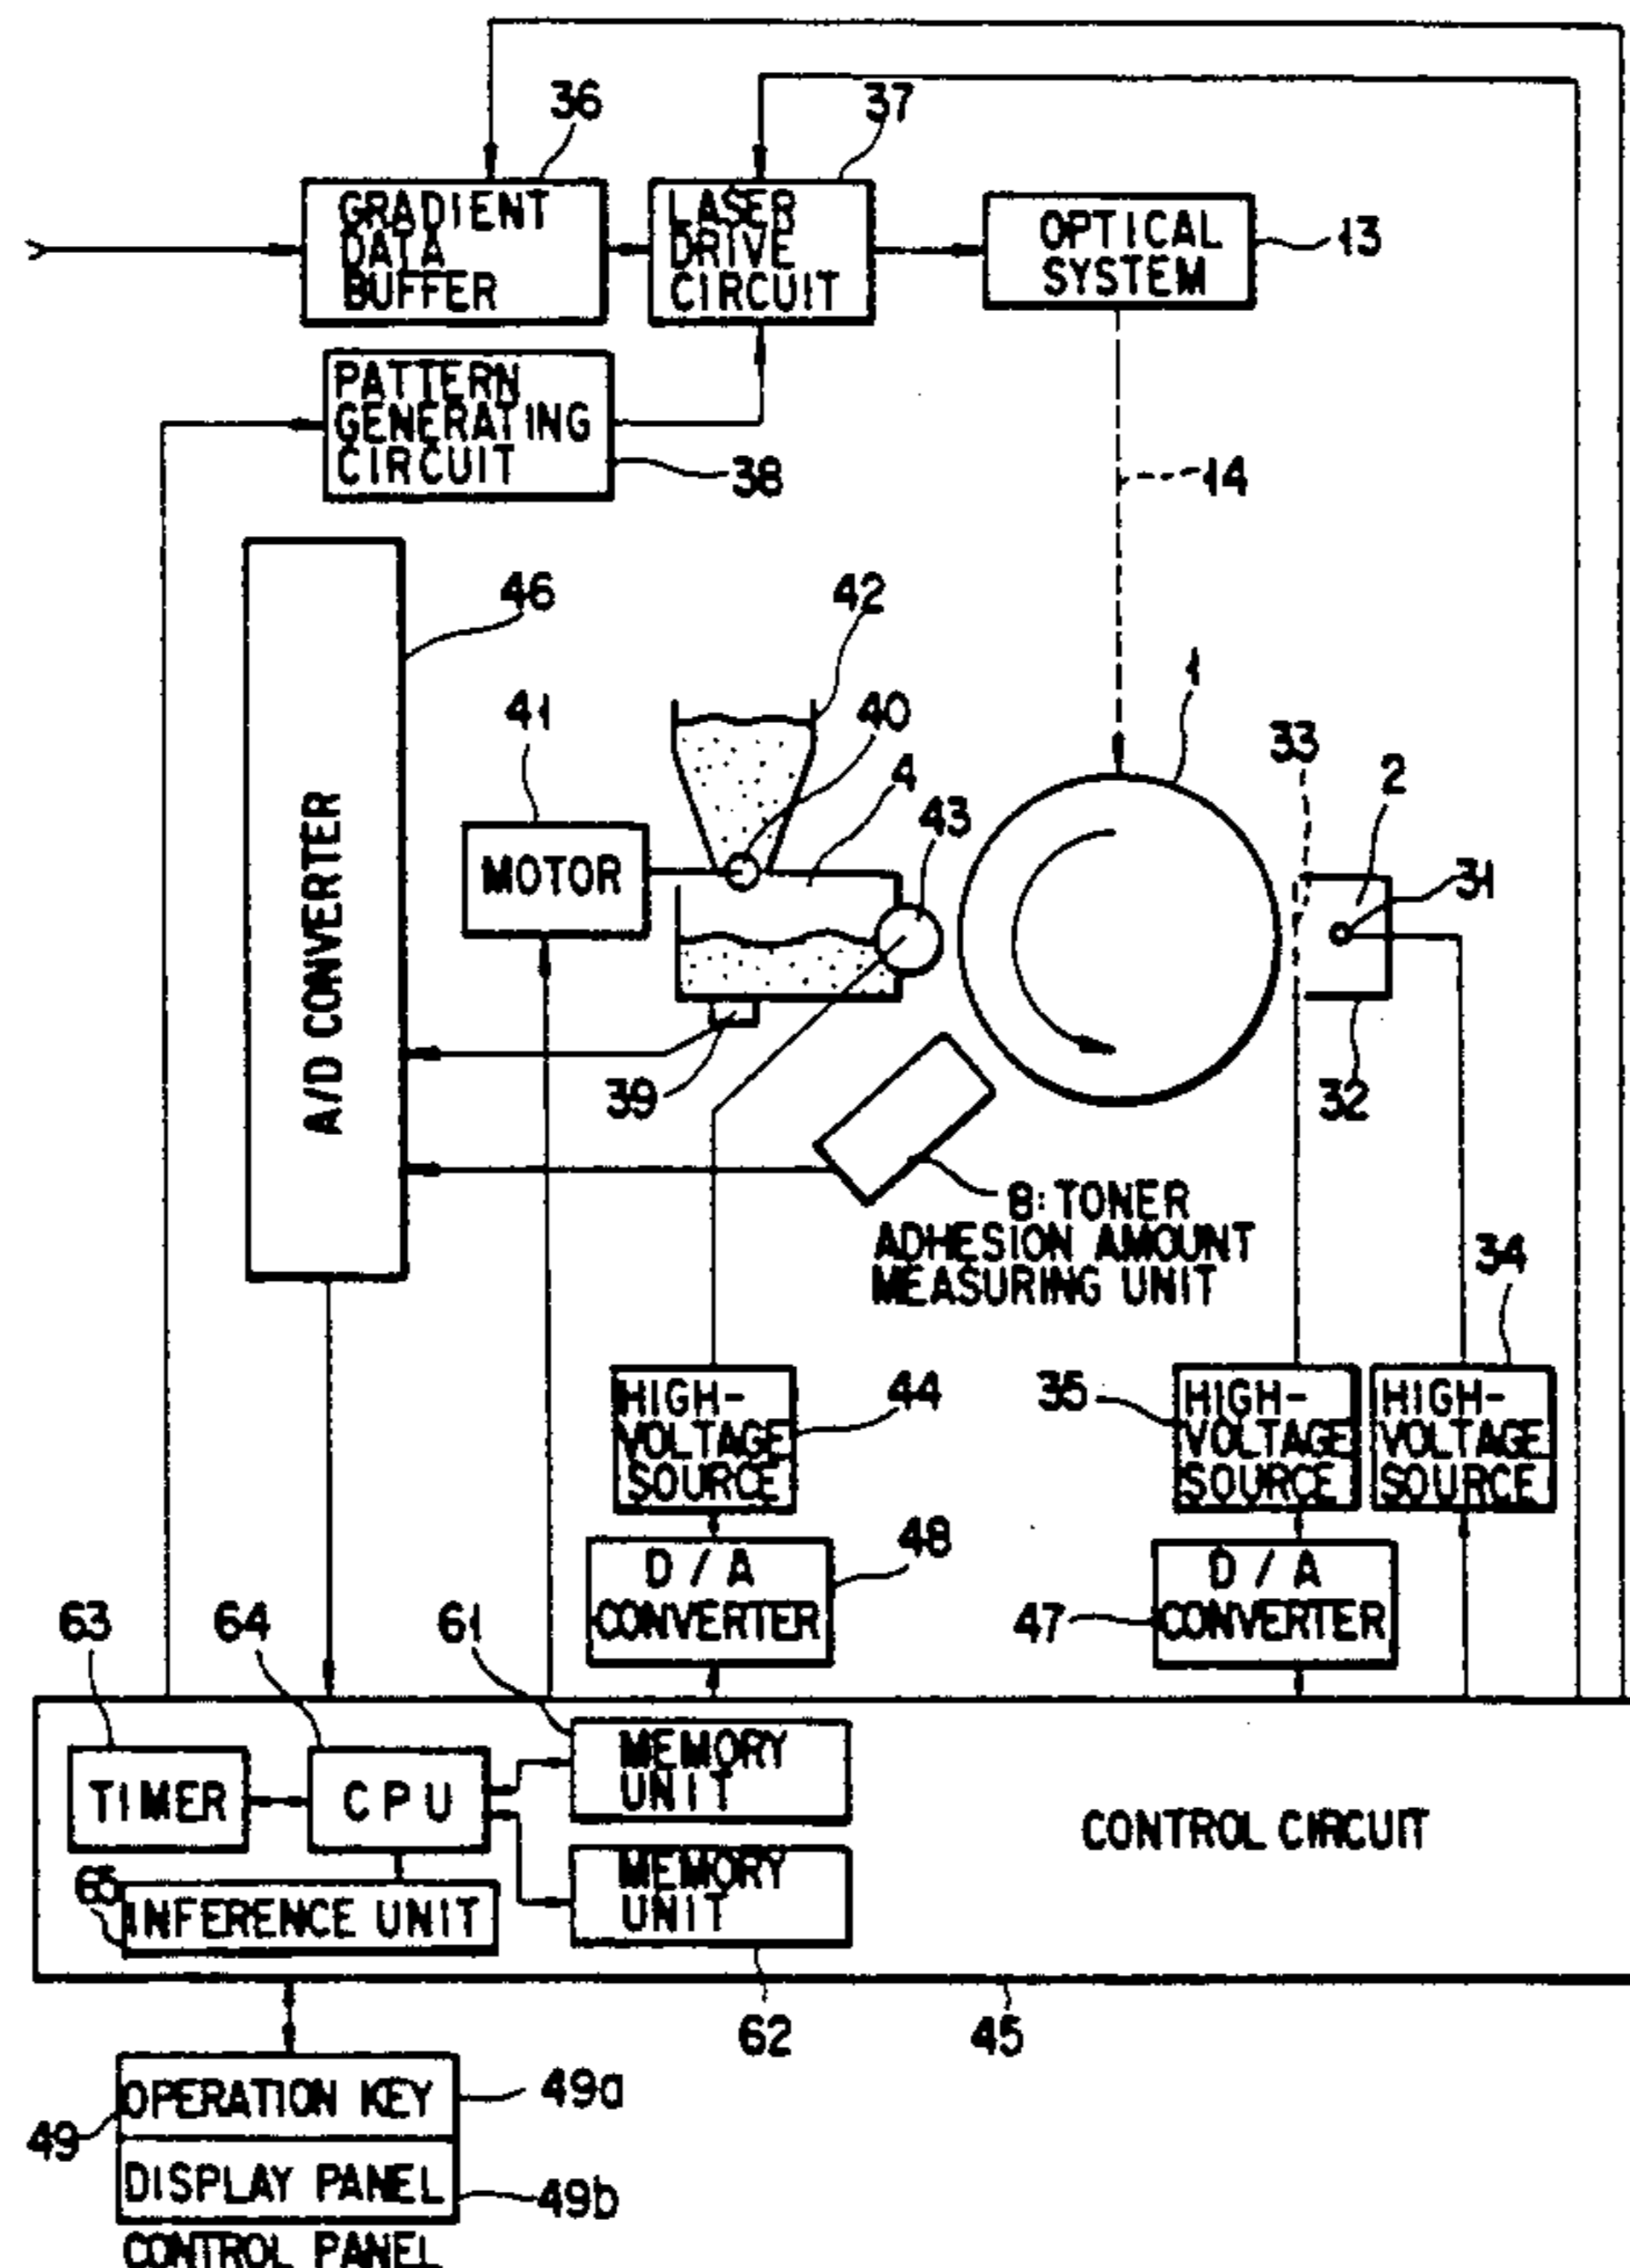 36
37
GRADIENT
DATA
BUFFER
LASER
DRIVE
CIRCUIT
OPTICAL
SYSTEM
13
PATTERN
GENERATING
CIRCUIT
38
14
46
42
1
41
40
33
4
2
43
MOTOR
31
A/D CONVERTER
39
32
8:TONER
ADHESION AMOUNT
MEASURING UNIT
34
HIGH-
VOLTAGE
SOURCE
44
35
HIGH-
VOLTAGE
SOURCE
HIGH-
VOLTAGE
SOURCE
48
D/A
CONVERTER
47
D/A
CONVERTER
63
64
61
TIMER
CPU
MEMORY
UNIT
CONTROL CIRCUIT
65
INFERENCE UNIT
MEMORY
UNIT
62
45
OPERATION KEY
49a
49
DISPLAY PANEL
49b
CONTROL PANEL